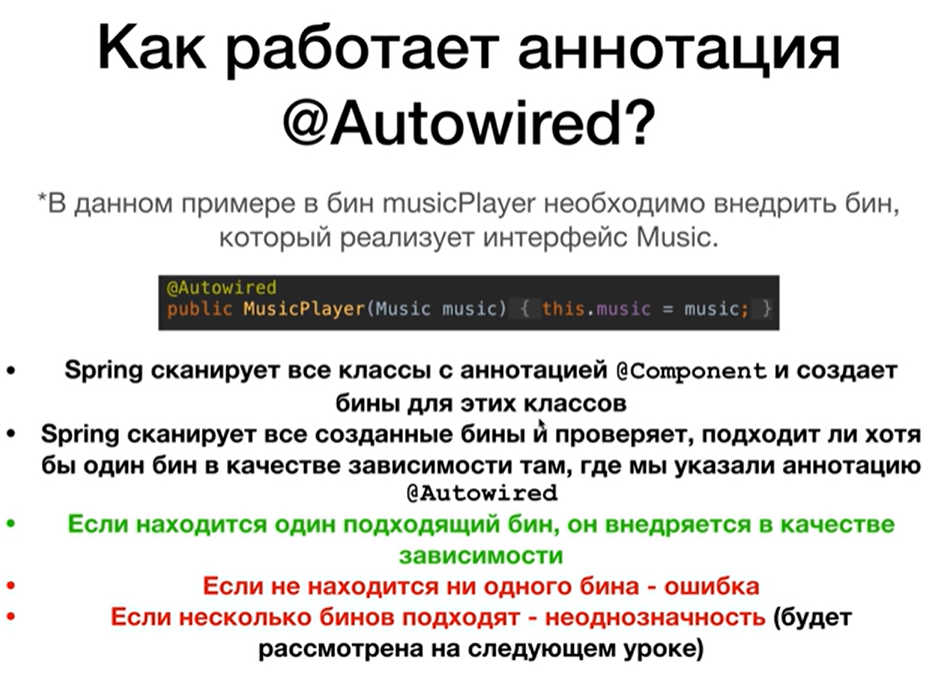 Как работает аннотация
@Autowired?
*В данном примере в бин musicPlayer необходимо внедрить бин,
который реализует интерфейс Music.
@Autowired
public MusicPlayer(Music music) { this.music = music; }
• Spring сканирует все классы с аннотацией @Component и создает
бины для этих классов
• Spring сканирует все созданные бины и проверяет, подходит ли хотя
бы один бин в качестве зависимости там, где мы указали аннотацию
@Autowired
• Если находится один подходящий бин, он внедряется в качестве
зависимости
• Если не находится ни одного бина - ошибка
• Если несколько бинов подходят - неоднозначность (будет
рассмотрена на следующем уроке)